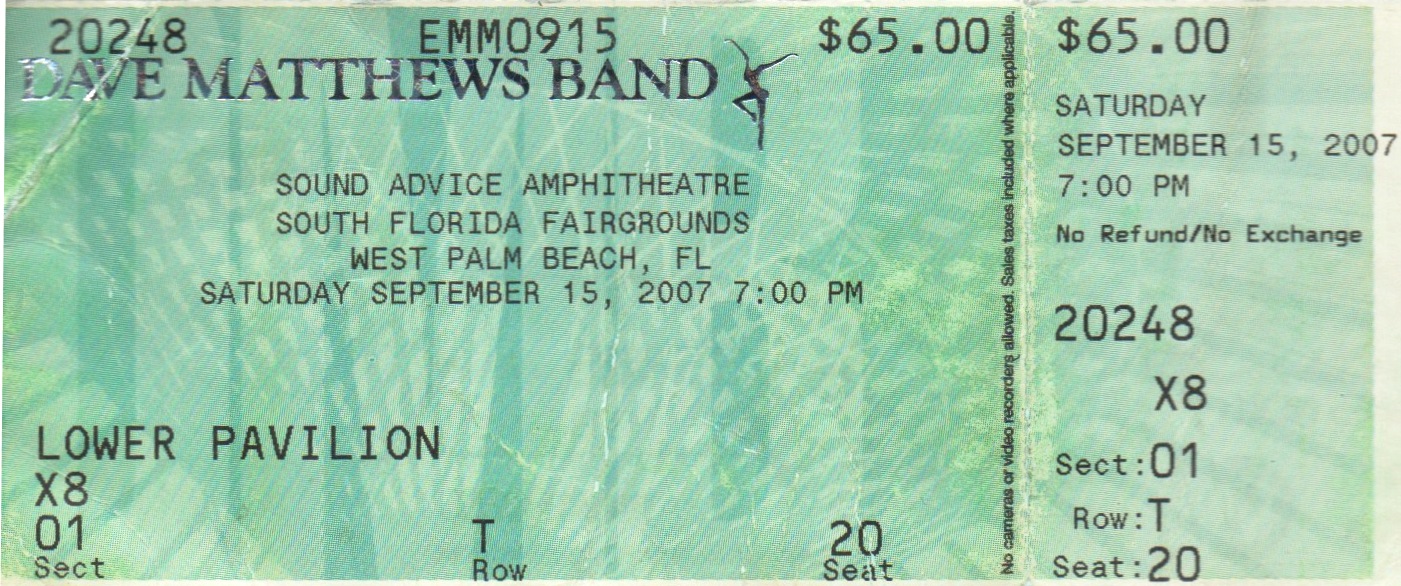 20248 EMM0915 $65.00
DAVE MATTHEWS BAND
SOUND ADVICE AMPHITHEATRE
SOUTH FLORIDA FAIRGROUNDS
WEST PALM BEACH, FL
SATURDAY SEPTEMBER 15, 2007 7:00 PM
LOWER PAVILION
X8
01 T 20
Sect Row Seat
No cameras or video recorders allowed. Sales taxes included where applicable.
$65.00
SATURDAY
SEPTEMBER 15, 2007
7:00 PM
No Refund/No Exchange
20248
X8
Sect:01
Row:T
Seat:20